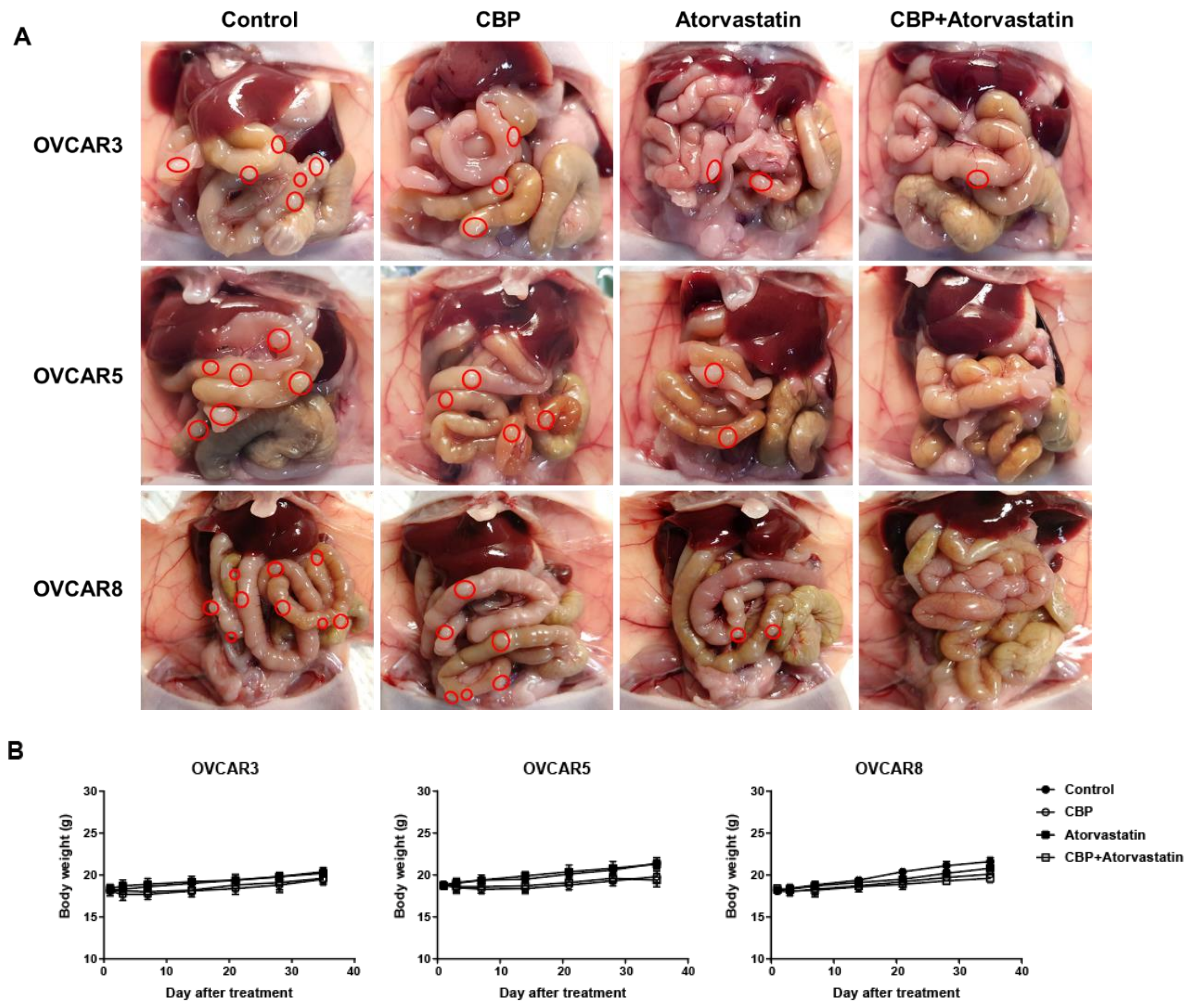 Control CBP Atorvastatin CBP+Atorvastatin
A
OVCAR3
OVCAR5
OVCAR8
B
OVCAR3 OVCAR5 OVCAR8
Body weight (g)
30
25
20
15
10
0 10 20 30 40
Day after treatment
Body weight (g)
30
25
20
15
10
0 10 20 30 40
Day after treatment
Body weight (g)
30
25
20
15
10
0 10 20 30 40
Day after treatment
Control
CBP
Atorvastatin
CBP+Atorvastatin